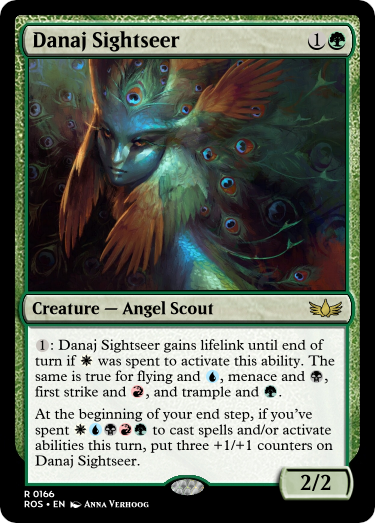 Danaj Sightseer 1
Creature — Angel Scout
1: Danaj Sightseer gains lifelink until end of
turn if was spent to activate this ability. The
same is true for flying and , menace and ,
first strike and , and trample and .
At the beginning of your end step, if you've
spent to cast spells and/or activate
abilities this turn, put three +1/+1 counters on
Danaj Sightseer.
2/2
R 0166
ROS • EN Anna Verhoog